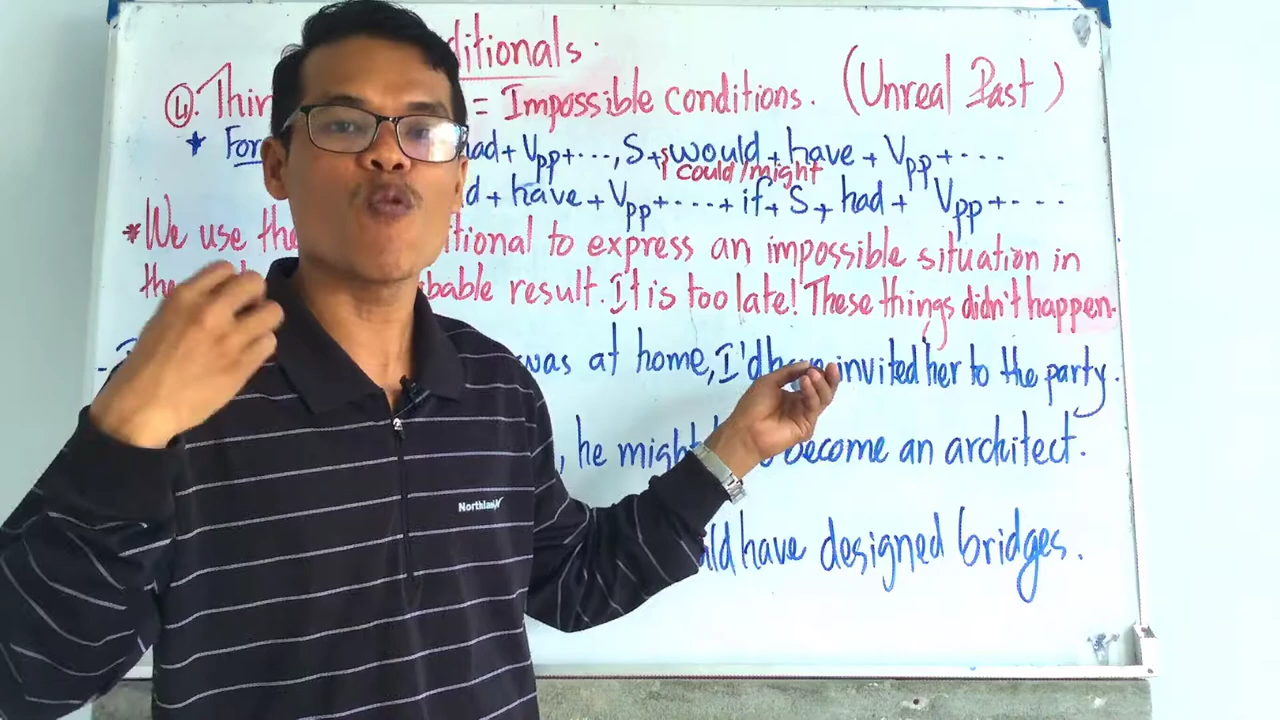 ditionals.
④. Thir = Impossible conditions. (Unreal Past)
* For had + Vpp + ..., S + would + have + Vpp + ...
could/might
d + have + Vpp + ... + if + S + had + Vpp + ...
* We use the tional to express an impossible situation in
the bable result. It is too late! These things didn't happen.
- was at home, I'd have invited her to the party.
, he might become an architect.
uld have designed bridges.
Northland